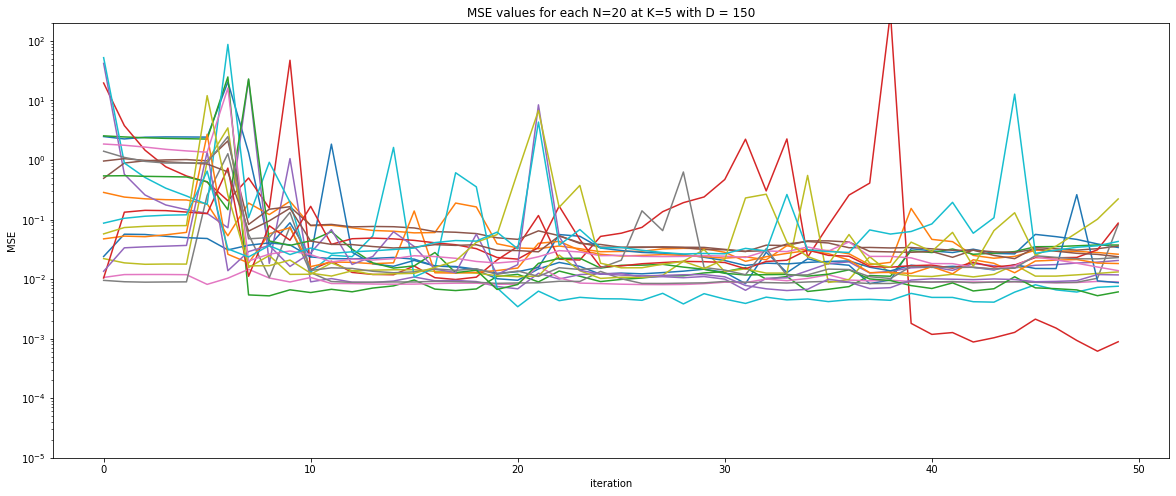 MSE values for each N=20 at K=5 with D = 150
MSE
10²
10¹
10⁰
10⁻¹
10⁻²
10⁻³
10⁻⁴
10⁻⁵
0 10 20 30 40 50
iteration